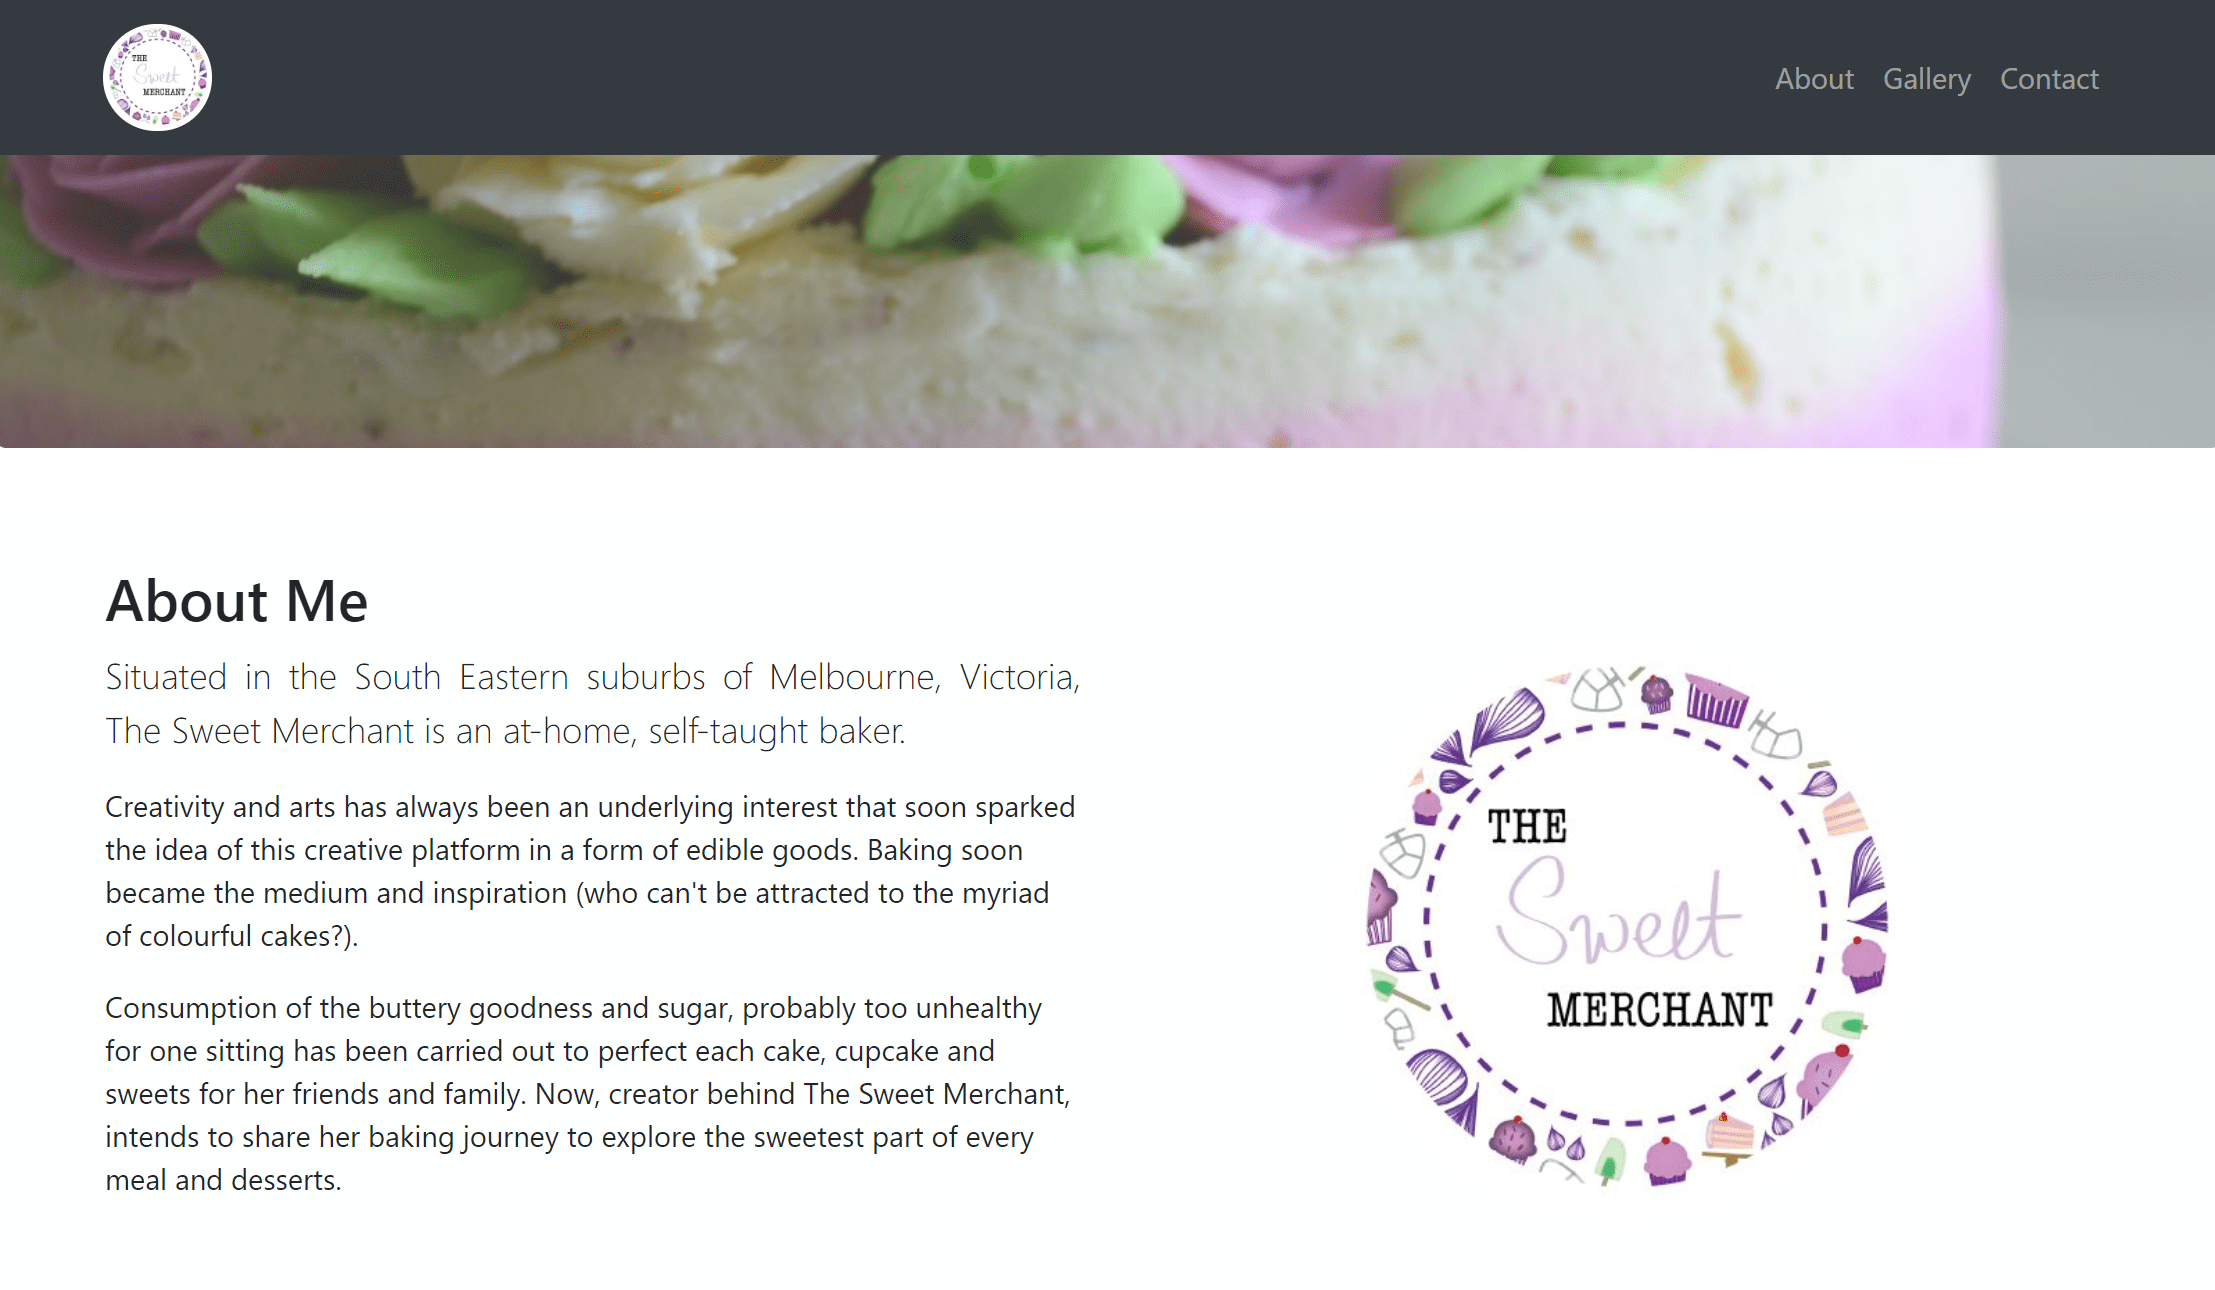 THE
Sweet
MERCHANT
About Gallery Contact
About Me
Situated in the South Eastern suburbs of Melbourne, Victoria,
The Sweet Merchant is an at-home, self-taught baker.
Creativity and arts has always been an underlying interest that soon sparked
the idea of this creative platform in a form of edible goods. Baking soon
became the medium and inspiration (who can't be attracted to the myriad
of colourful cakes?).
Consumption of the buttery goodness and sugar, probably too unhealthy
for one sitting has been carried out to perfect each cake, cupcake and
sweets for her friends and family. Now, creator behind The Sweet Merchant,
intends to share her baking journey to explore the sweetest part of every
meal and desserts.
THE
Sweet
MERCHANT